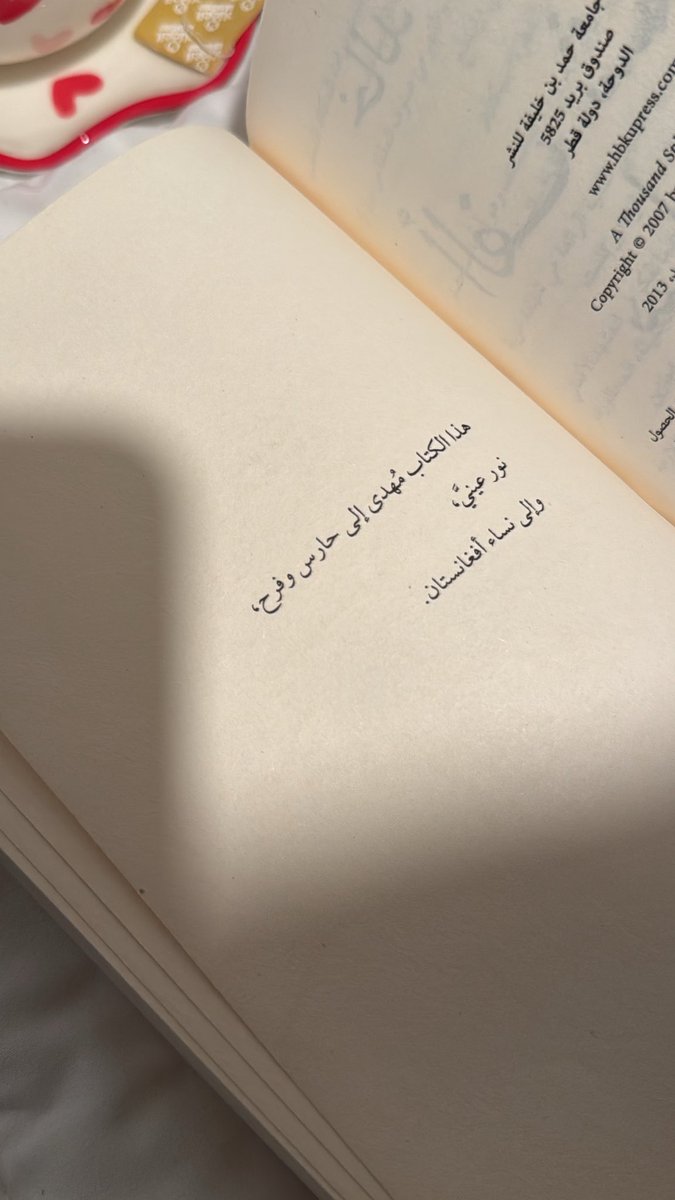 جامعة حمد بن خليفة للنشر
صندوق بريد 5825
الدوحة، دولة قطر
www.hbkupress.com
A Thousand
Copyright © 2007
2013
الحصول
هذا الكتاب مُهدى إلى حارس وفرح،
نور عينيَّ،
وإلى نساء أفغانستان.